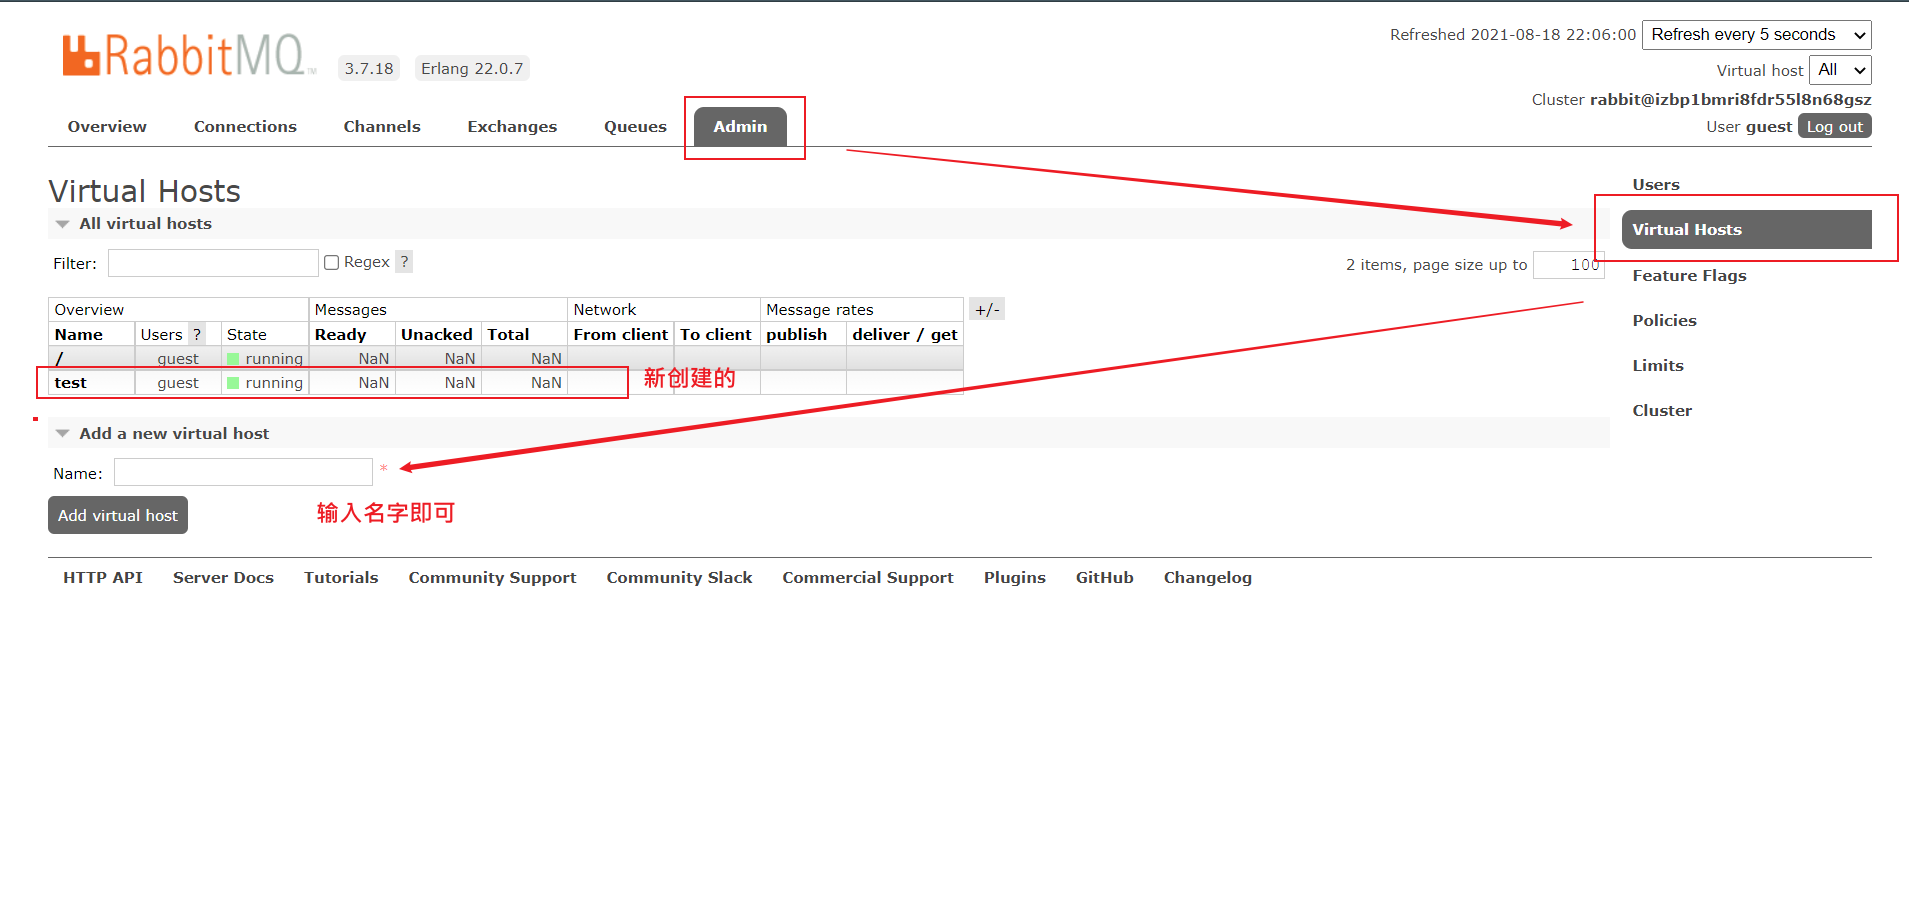 RabbitMQ TM 3.7.18 Erlang 22.0.7
Refreshed 2021-08-18 22:06:00 Refresh every 5 seconds
Virtual host All
Cluster rabbit@izbp1bmri8fdr55l8n68gsz
User guest Log out
Overview Connections Channels Exchanges Queues Admin
Virtual Hosts
All virtual hosts
Filter: Regex ?
2 items, page size up to 100
Overview Messages Network Message rates +/-
Name Users ? State Ready Unacked Total From client To client publish deliver / get
/ guest running NaN NaN NaN
test guest running NaN NaN NaN
新创建的
Add a new virtual host
Name: *
输入名字即可
Add virtual host
Users
Virtual Hosts
Feature Flags
Policies
Limits
Cluster
HTTP API Server Docs Tutorials Community Support Community Slack Commercial Support Plugins GitHub Changelog